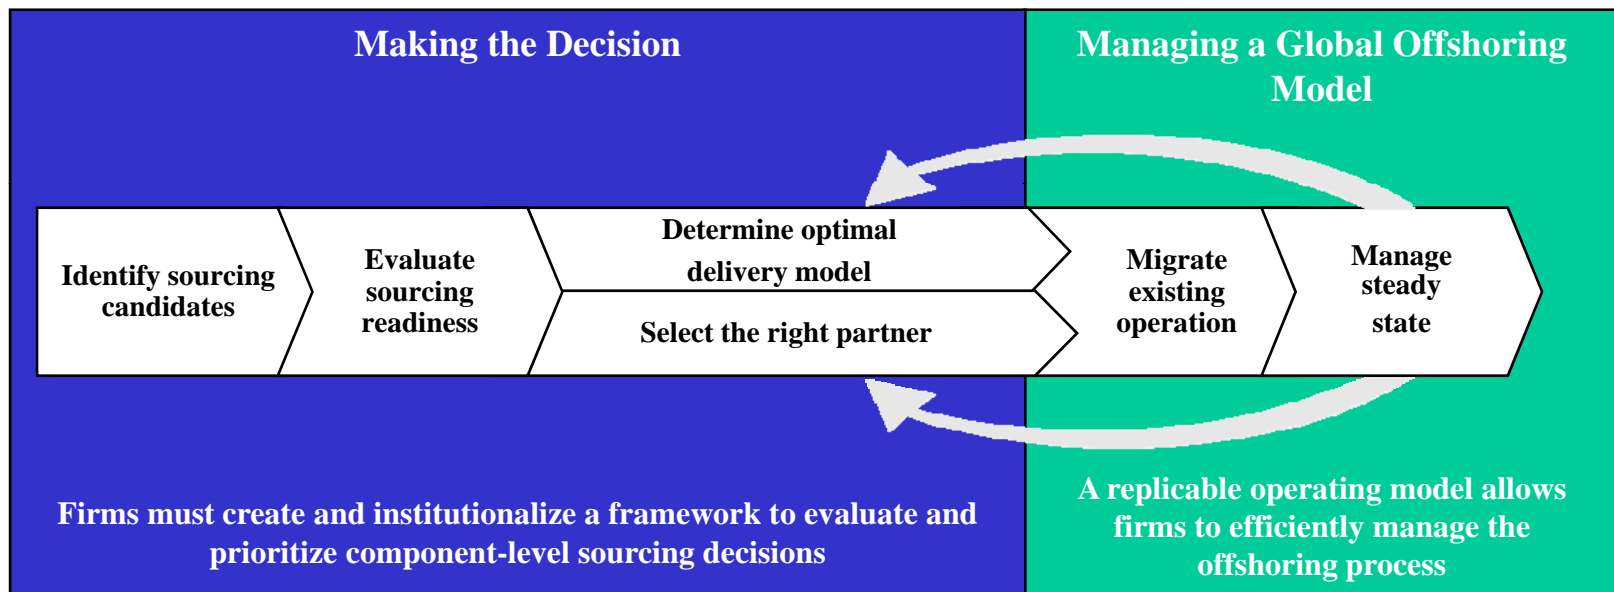 Making the Decision
Managing a Global Offshoring
Model
Identify sourcing
candidates
Evaluate
sourcing
readiness
Determine optimal
delivery model
Select the right partner
Migrate
existing
operation
Manage
steady
state
Firms must create and institutionalize a framework to evaluate and
prioritize component-level sourcing decisions
A replicable operating model allows
firms to efficiently manage the
offshoring process